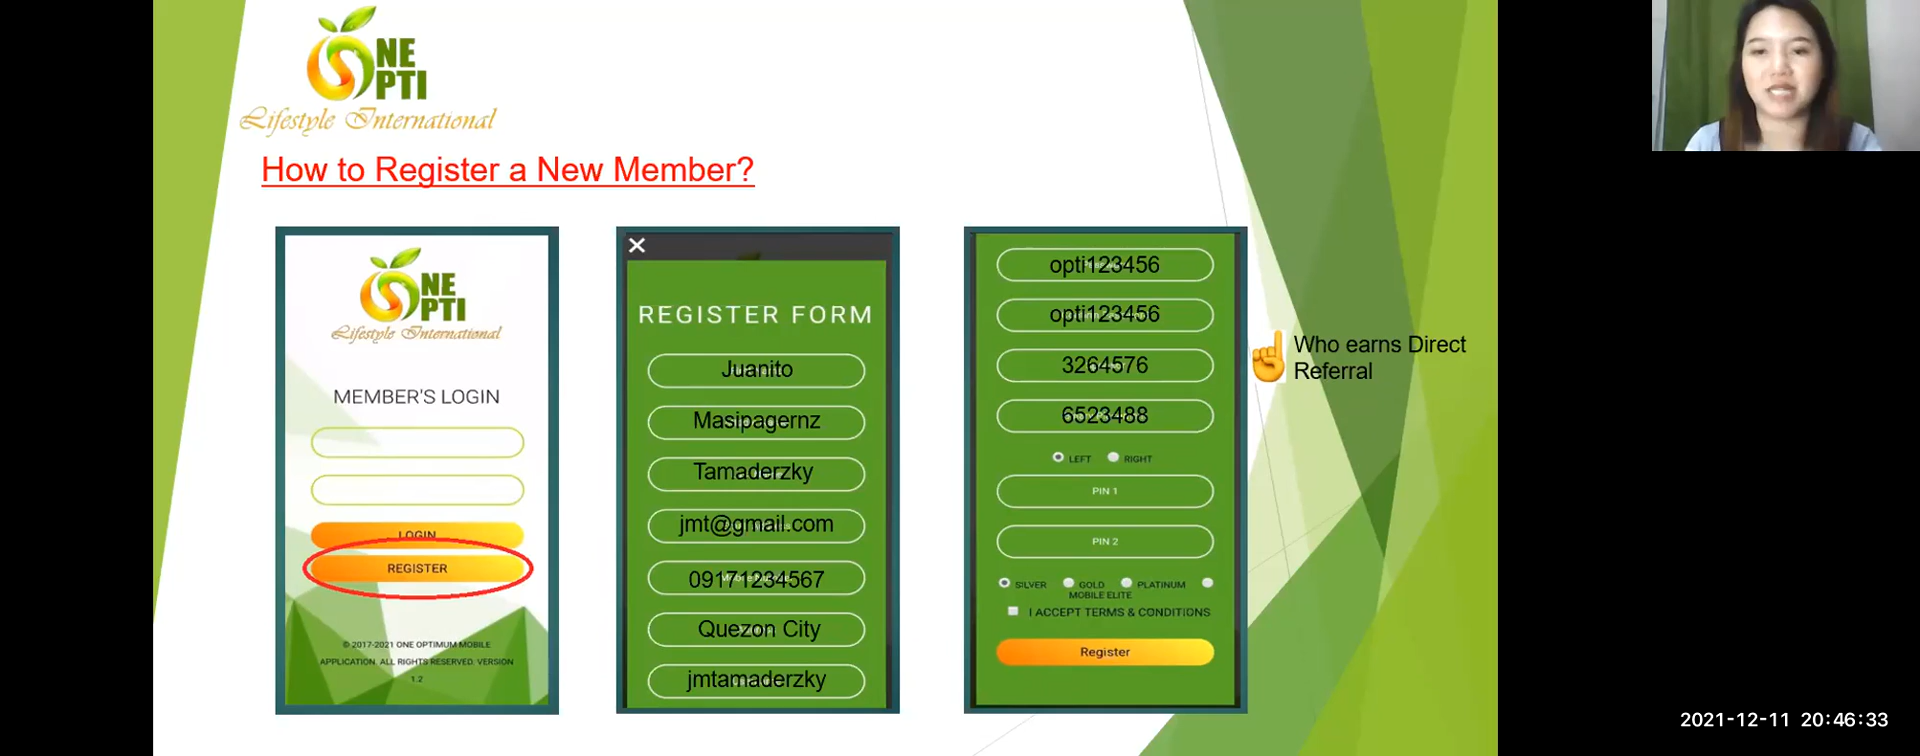 NE
PTI
Lifestyle International
How to Register a New Member?
NE
PTI
Lifestyle International
MEMBER'S LOGIN
LOGIN
REGISTER
© 2017-2021 ONE OPTIMUM MOBILE
APPLICATION. ALL RIGHTS RESERVED. VERSION
1.2
REGISTER FORM
Juanito
Masipagernz
Tamaderzky
jmt@gmail.com
09171234567
Quezon City
jmtamaderzky
opti123456
opti123456
3264576
6523488
LEFT RIGHT
PIN 1
PIN 2
SILVER GOLD PLATINUM
MOBILE ELITE
I ACCEPT TERMS & CONDITIONS
Register
Who earns Direct
Referral
2021-12-11 20:46:33